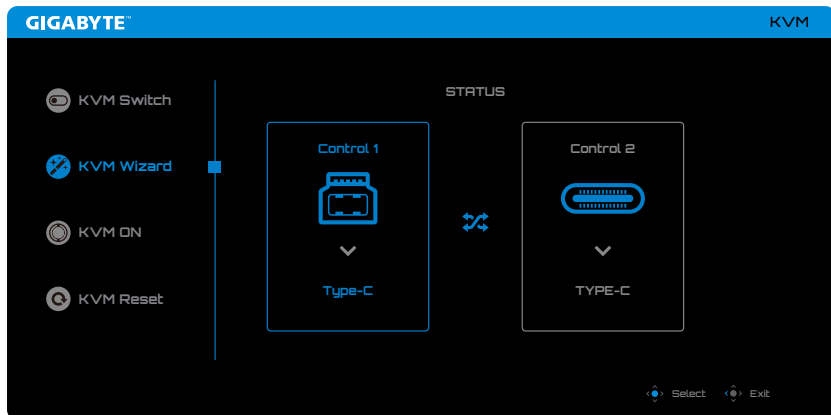 GIGABYTE™
KVM
KVM Switch
KVM Wizard
KVM ON
KVM Reset
STATUS
Control 1
Type-C
Control 2
TYPE-C
Select
Exit